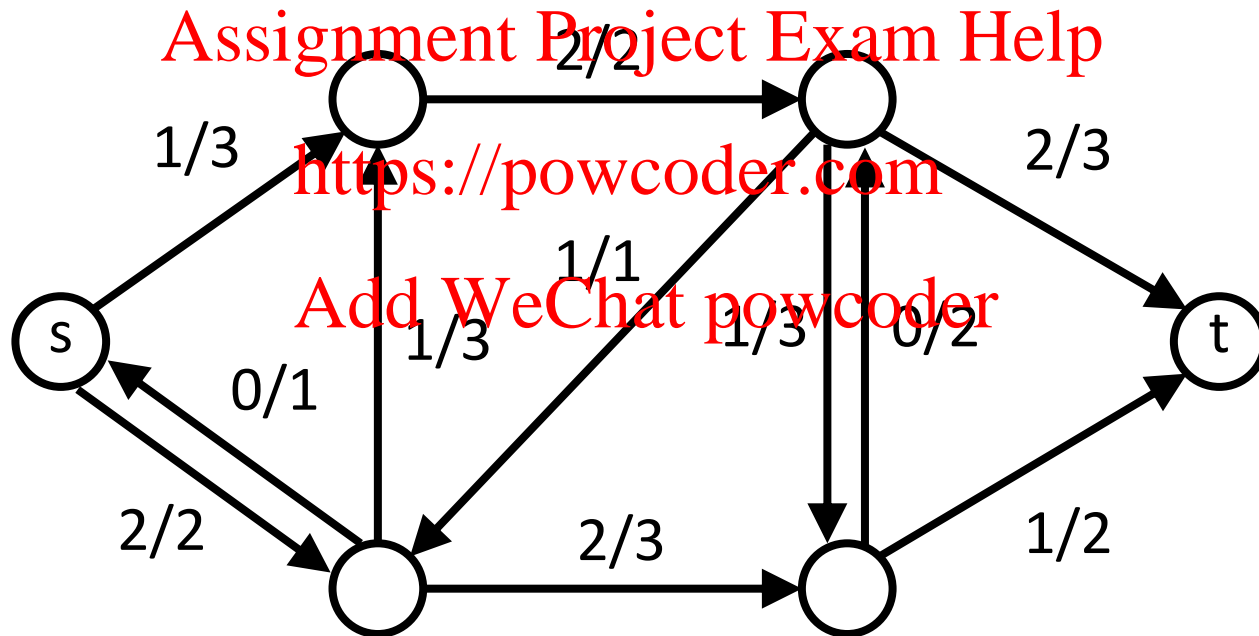 Assignment Project Exam Help
2/2
1/3
2/3
https://powcoder.com
1/1
Add WeChat powcoder
s
1/3
1/3
0/2
t
0/1
2/2
2/3
1/2